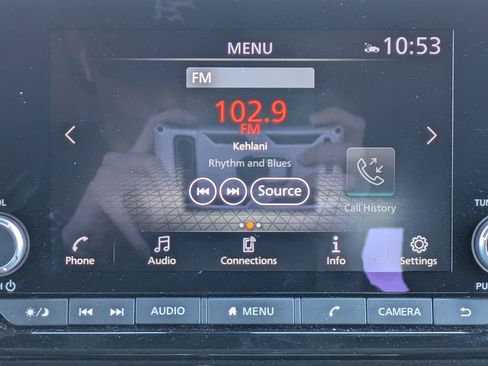 MENU
10:53
FM
102.9
FM
Kehlani
Rhythm and Blues
Source
Call History
Phone
Audio
Connections
Info
Settings
AUDIO
MENU
CAMERA